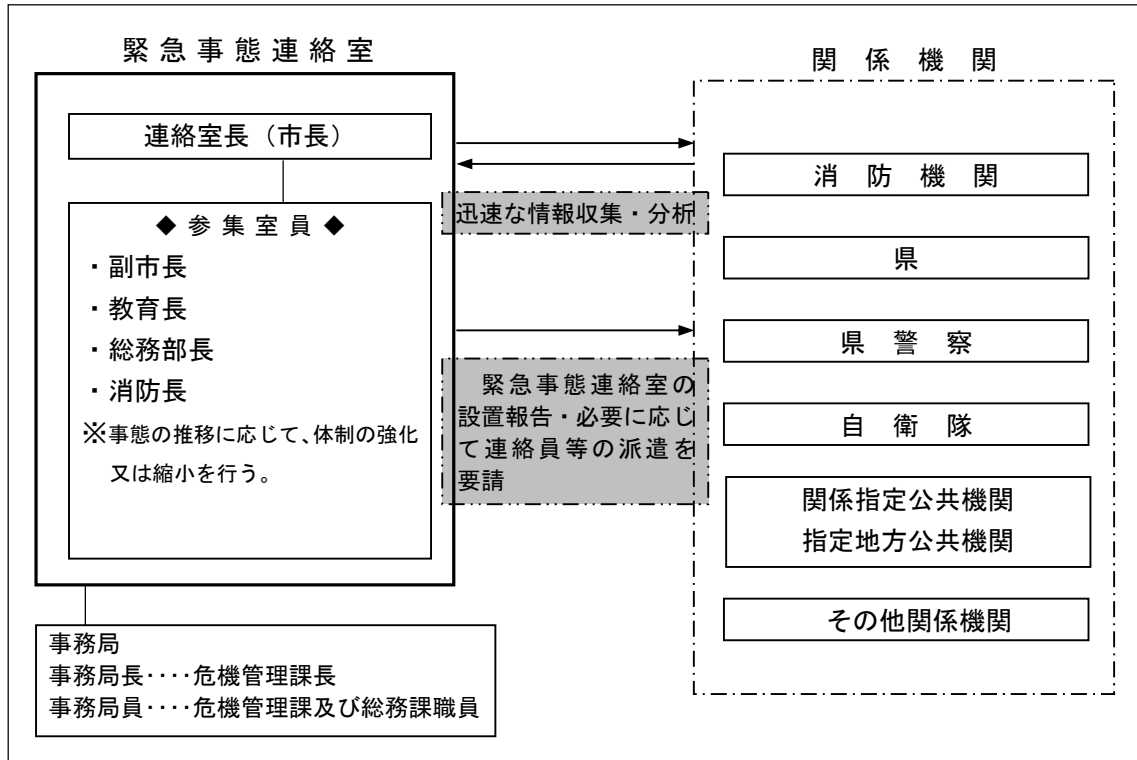 緊急事態連絡室
連絡室長（市長）
◆参集室員◆
・副市長
・教育長
・総務部長
・消防長
※事態の推移に応じて、体制の強化
又は縮小を行う。
事務局
事務局長‥‥危機管理課長
事務局員‥‥危機管理課及び総務課職員
迅速な情報収集・分析
緊急事態連絡室の
設置報告・必要に応じ
て連絡員等の派遣を
要請
関係機関
消防機関
県
県警察
自衛隊
関係指定公共機関
指定地方公共機関
その他関係機関